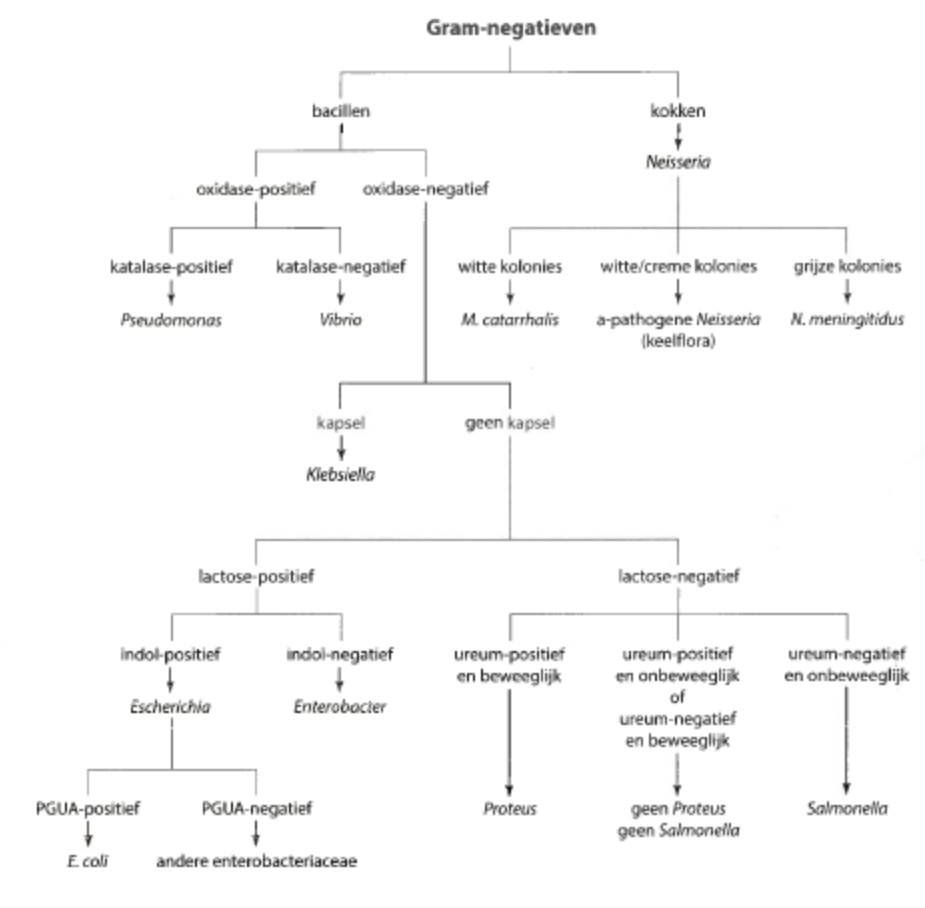 Gram-negatieven
bacillen
kokken
Neisseria
oxidase-positief
oxidase-negatief
katalase-positief
katalase-negatief
witte kolonies
witte/creme kolonies
grijze kolonies
Pseudomonas
Vibrio
M. catarrhalis
a-pathogene Neisseria
(keelflora)
N. meningitidus
kapsel
geen kapsel
Klebsiella
lactose-positief
lactose-negatief
indol-positief
indol-negatief
ureum-positief
en beweeglijk
ureum-positief
en onbeweeglijk
of
ureum-negatief
en beweeglijk
ureum-negatief
en onbeweeglijk
Escherichia
Enterobacter
PGUA-positief
PGUA-negatief
Proteus
geen Proteus
geen Salmonella
Salmonella
E. coli
andere enterobacteriaceae